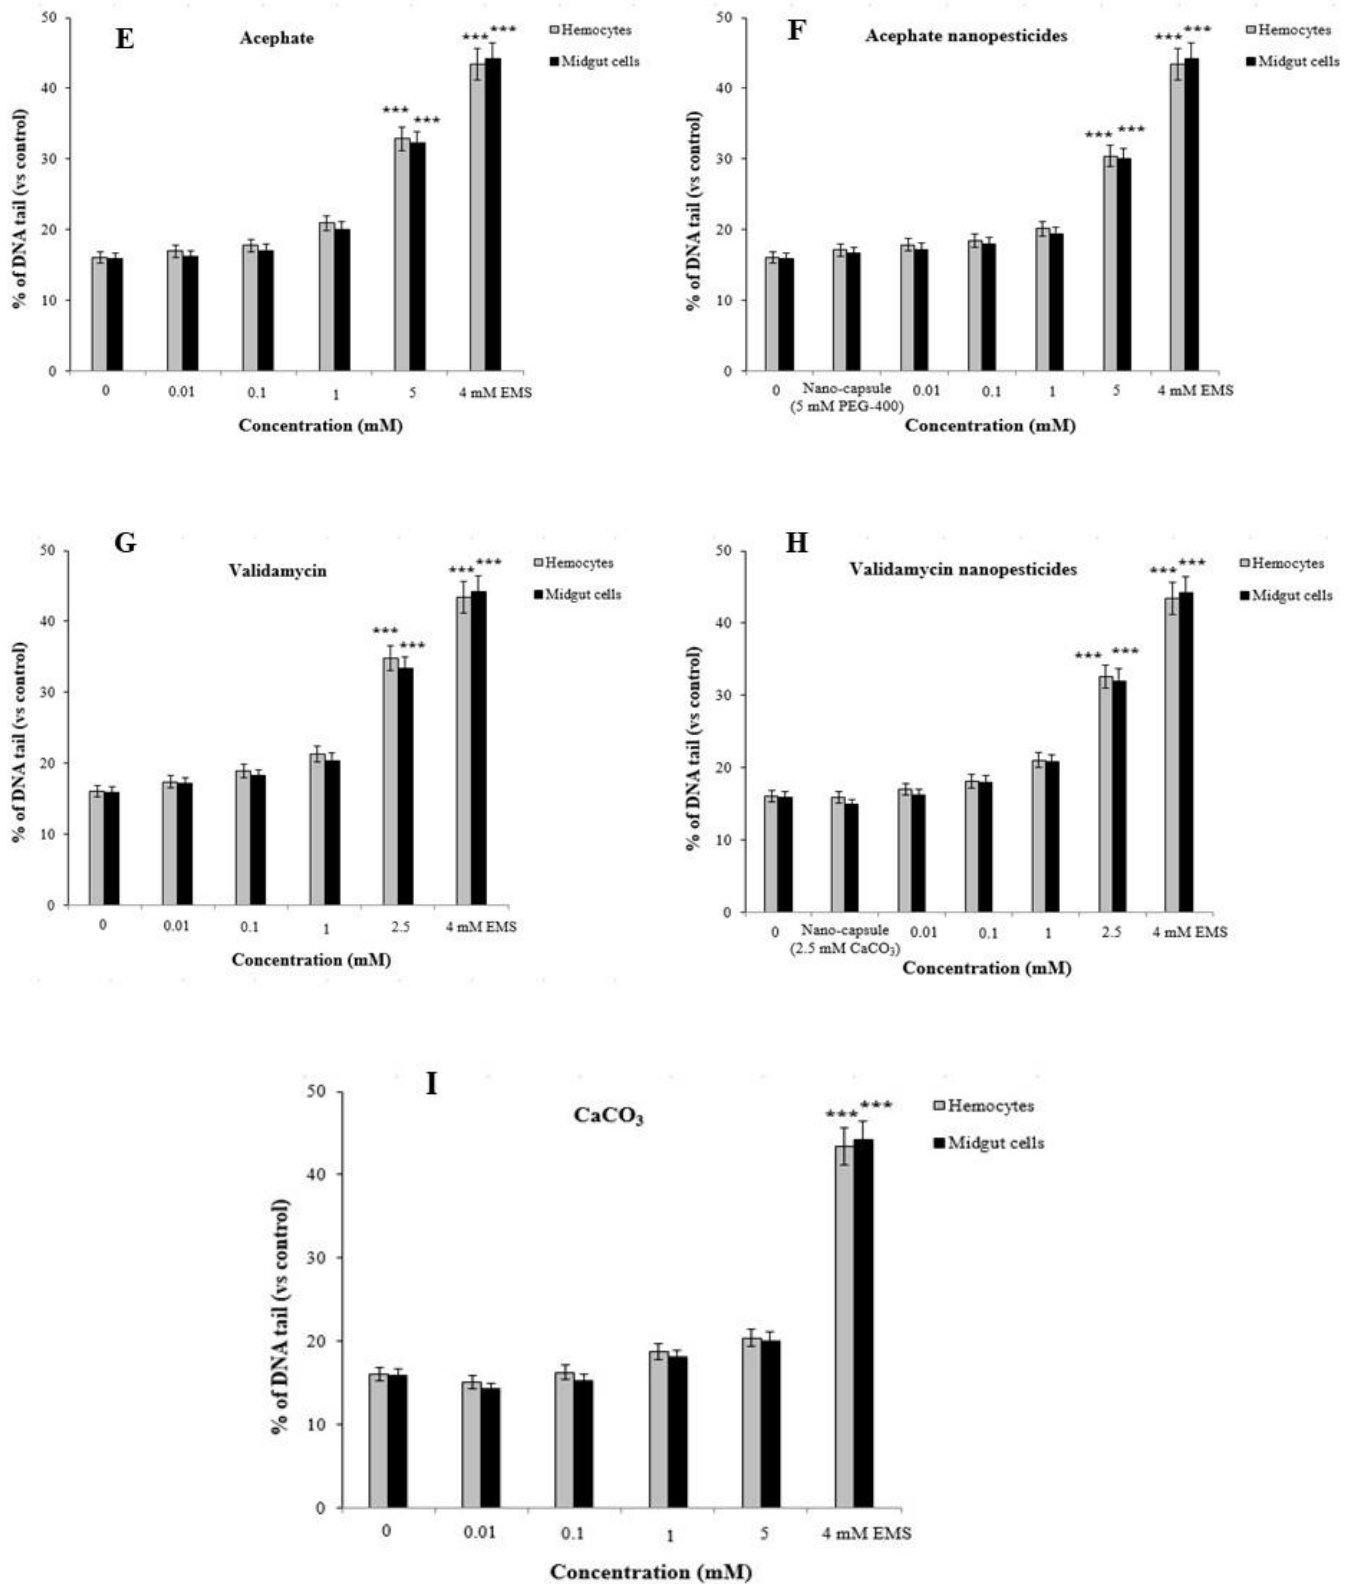 E
Acephate
Hemocytes
Midgut cells
% of DNA tail (vs control)
50
40
30
20
10
0
*** ***
*** ***
0 0.01 0.1 1 5 4 mM EMS
Concentration (mM)
F
Acephate nanopesticides
Hemocytes
Midgut cells
% of DNA tail (vs control)
50
40
30
20
10
0
*** ***
*** ***
0 Nano-capsule 0.01 0.1 1 5 4 mM EMS
(5 mM PEG-400)
Concentration (mM)
G
Validamycin
Hemocytes
Midgut cells
% of DNA tail (vs control)
50
40
30
20
10
0
*** ***
*** ***
0 0.01 0.1 1 2.5 4 mM EMS
Concentration (mM)
H
Validamycin nanopesticides
Hemocytes
Midgut cells
% of DNA tail (vs control)
50
40
30
20
10
0
*** ***
*** ***
0 Nano-capsule 0.01 0.1 1 2.5 4 mM EMS
(2.5 mM CaCO₃)
Concentration (mM)
I
CaCO₃
Hemocytes
Midgut cells
% of DNA tail (vs control)
50
40
30
20
10
0
*** ***
0 0.01 0.1 1 5 4 mM EMS
Concentration (mM)